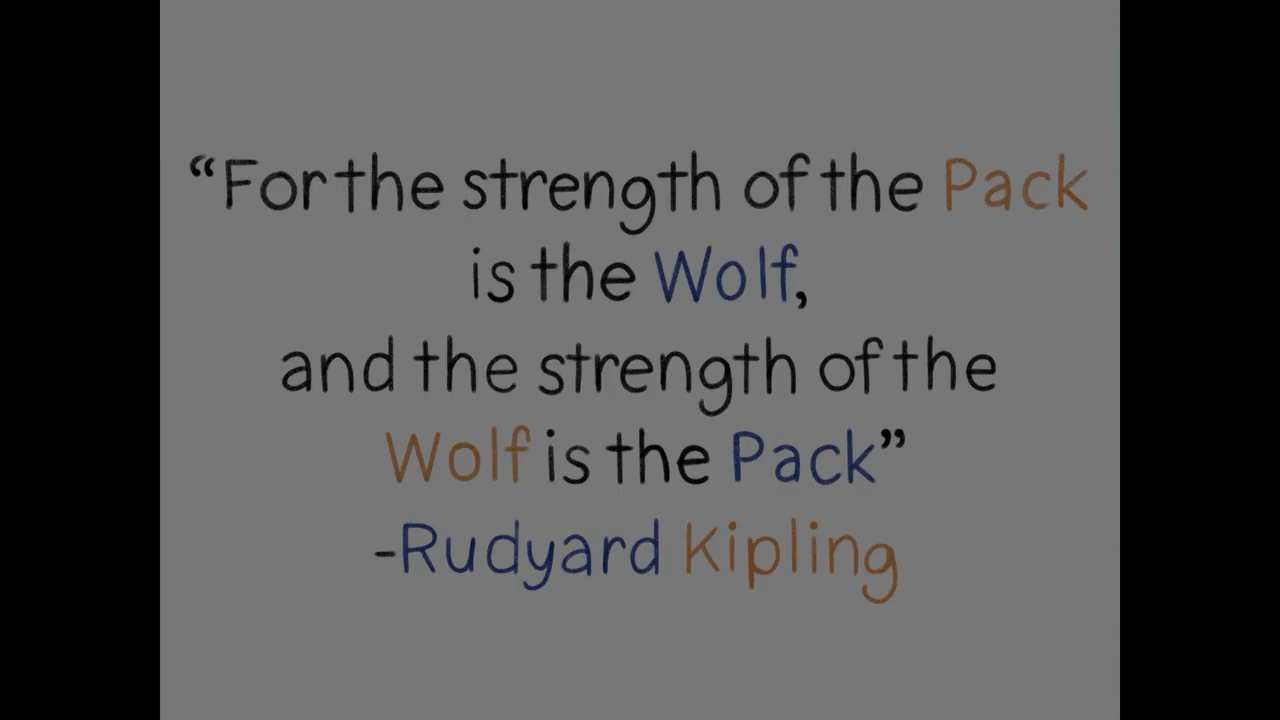 “For the strength of the Pack
is the Wolf,
and the strength of the
Wolf is the Pack”
-Rudyard Kipling